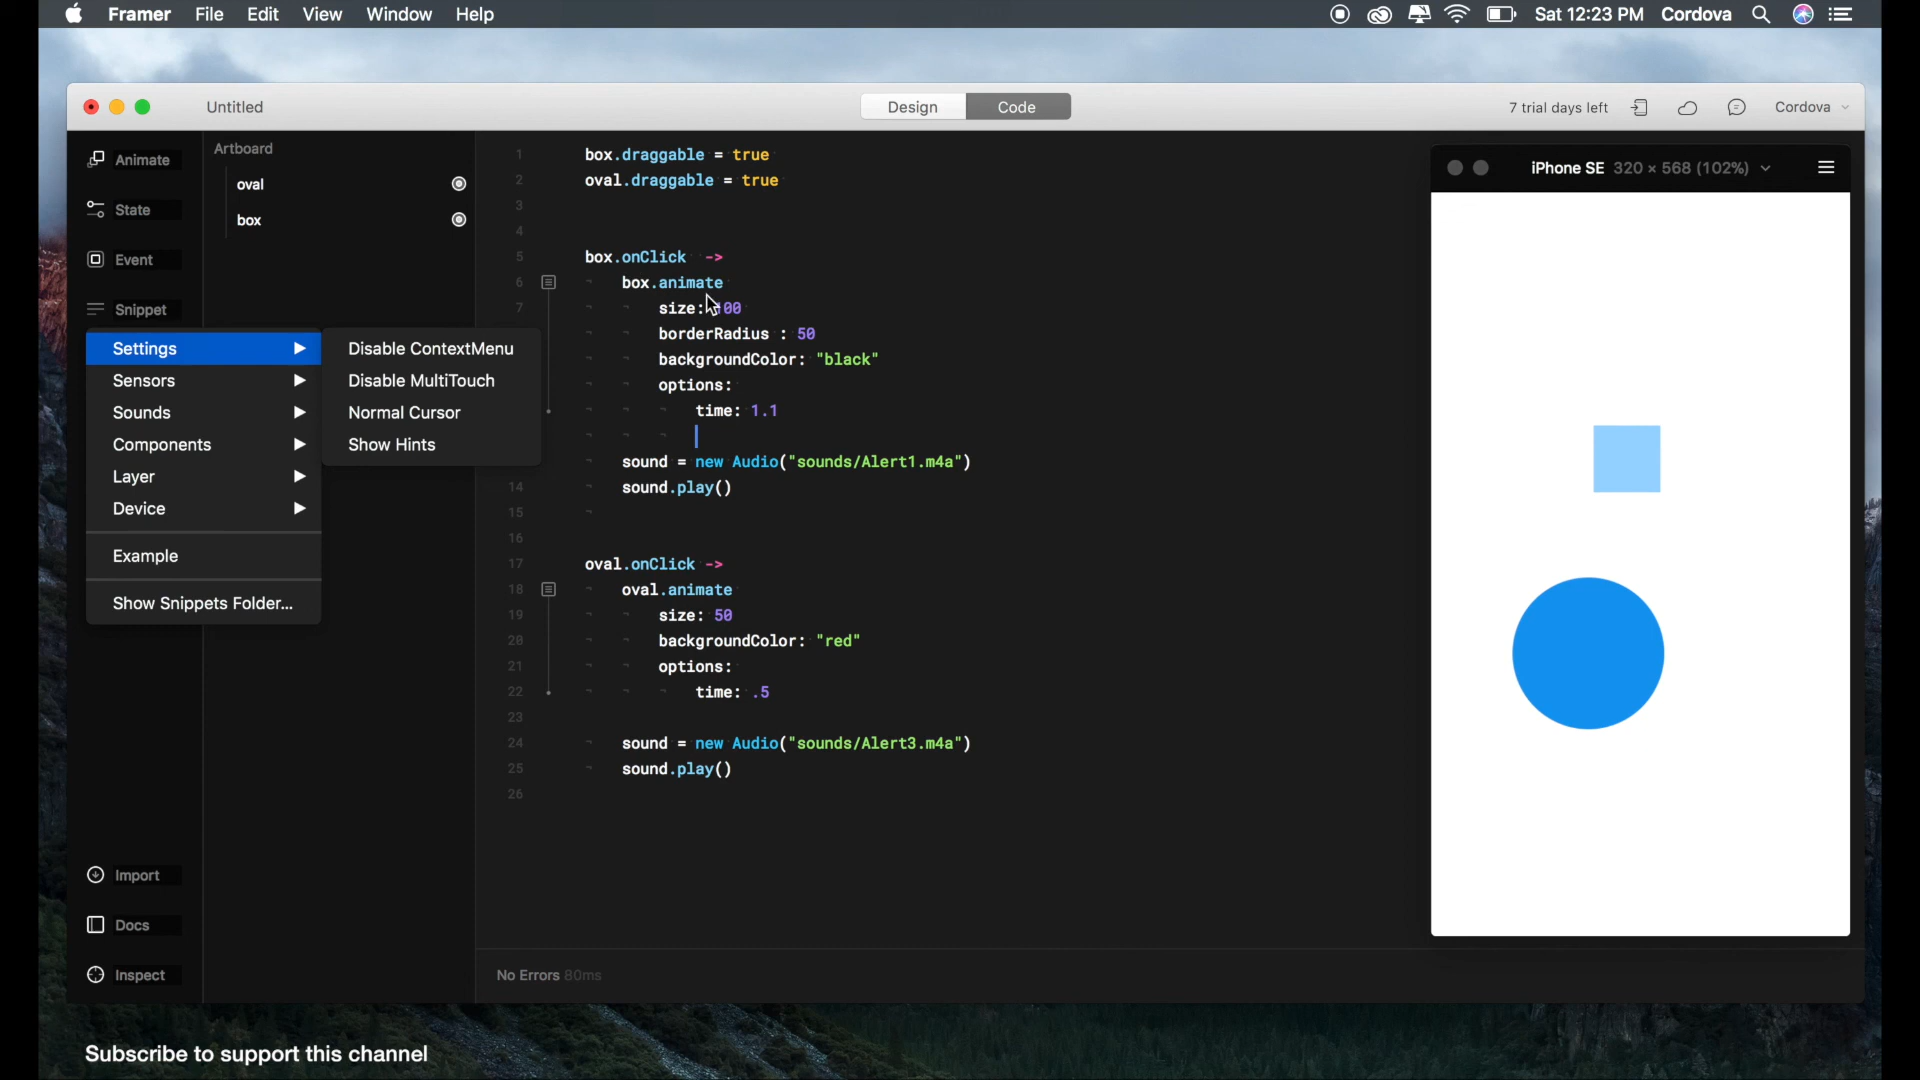 Framer File Edit View Window Help Sat 12:23 PM Cordova
Untitled Design Code 7 trial days left Cordova
Animate
State
Event
Snippet
Artboard
oval
box
Settings
Sensors
Sounds
Components
Layer
Device
Example
Show Snippets Folder...
Disable ContextMenu
Disable MultiTouch
Normal Cursor
Show Hints
Import
Docs
Inspect
1 box.draggable = true
2 oval.draggable = true
3
4
5 box.onClick ->
6 box.animate
7 size: 100
borderRadius : 50
backgroundColor: "black"
options:
time: 1.1
sound = new Audio("sounds/Alert1.m4a")
14 sound.play()
15
16
17 oval.onClick ->
18 oval.animate
19 size: 50
20 backgroundColor: "red"
21 options:
22 time: .5
23
24 sound = new Audio("sounds/Alert3.m4a")
25 sound.play()
26
No Errors 80ms
iPhone SE 320 × 568 (102%)
Subscribe to support this channel